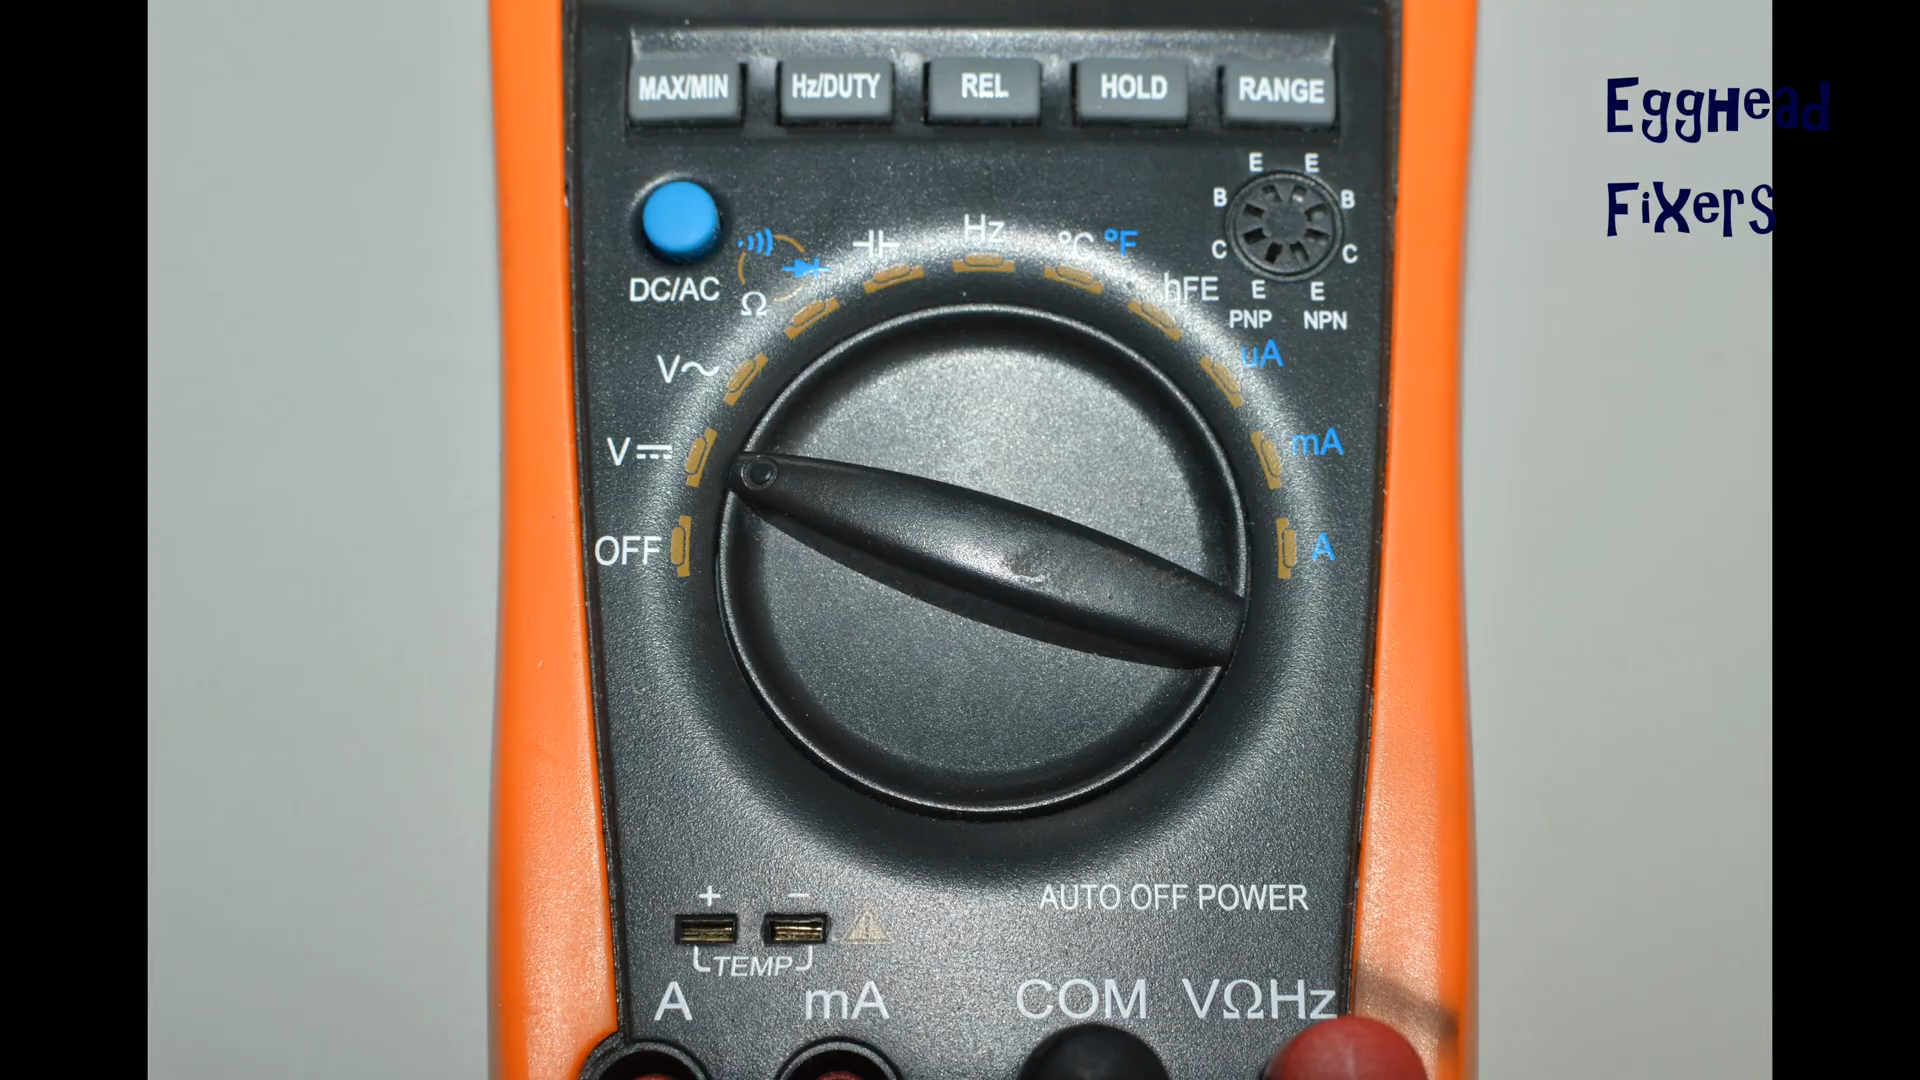 MAX/MIN Hz/DUTY REL HOLD RANGE
EggHead
Fixers
E E
B B
C C
E E
PNP NPN
DC/AC
Ω
Hz
°C °F
hFE
V~
uA
V⎓
mA
OFF
A
AUTO OFF POWER
+ −
TEMP
A mA COM VΩHz